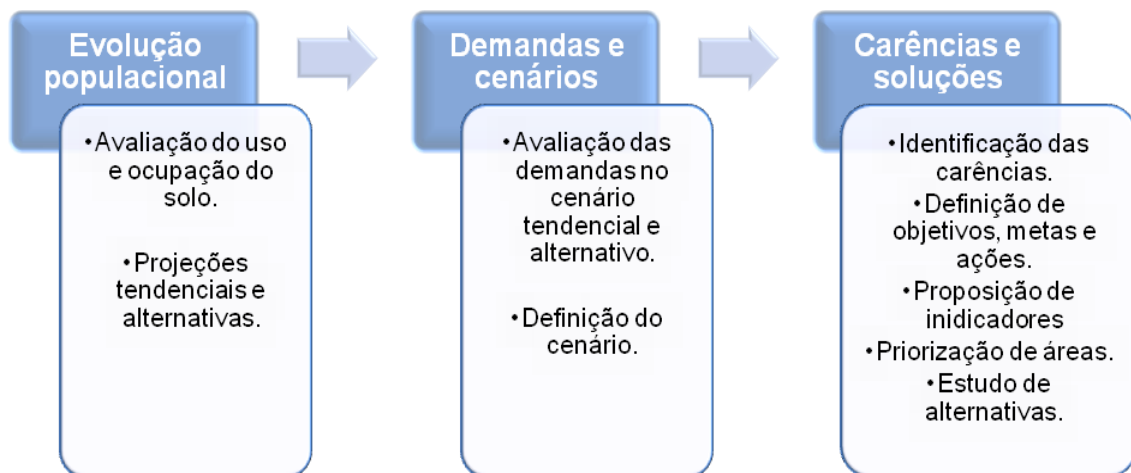 Evolução
populacional
•Avaliação do uso
e ocupação do
solo.
•Projeções
tendenciais e
alternativas.
Demandas e
cenários
•Avaliação das
demandas no
cenário
tendencial e
alternativo.
•Definição do
cenário.
Carências e
soluções
•Identificação das
carências.
•Definição de
objetivos, metas e
ações.
•Proposição de
inidicadores
•Priorização de áreas.
•Estudo de
alternativas.